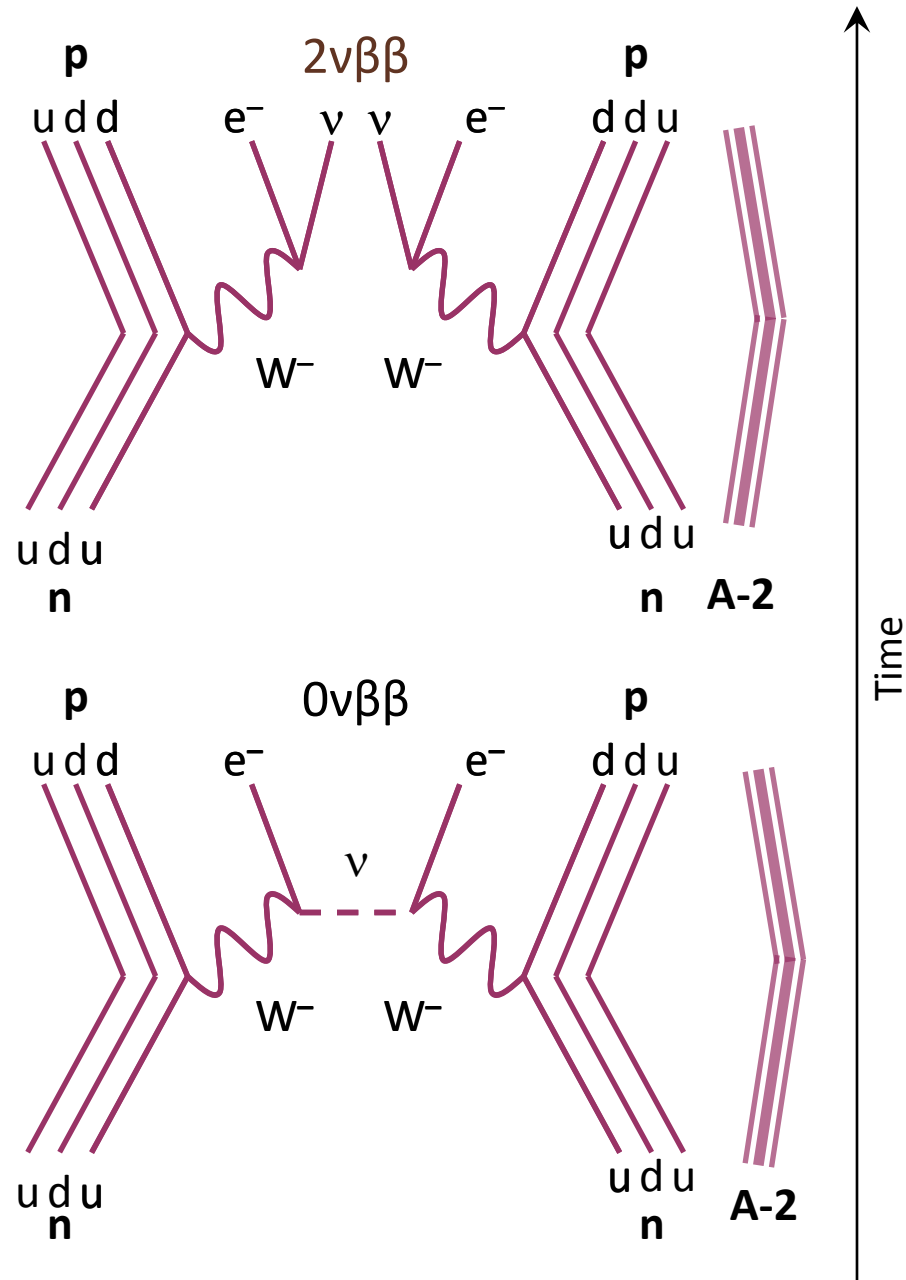 p 2νββ p
u d d e– ν ν e– d d u
W– W–
u d u u d u
n n A-2
Time
p 0νββ p
u d d e– e– d d u
ν
W– W–
u d u u d u
n n A-2